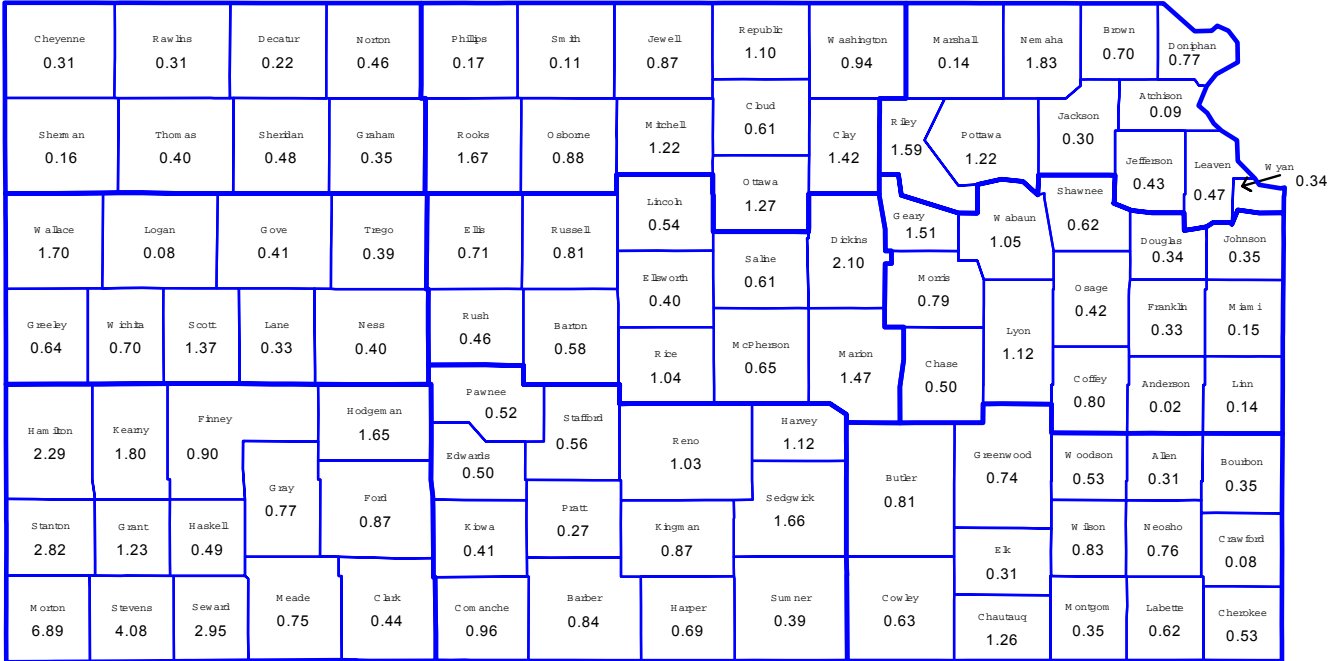 Cheyenne
0.31
Rawlins
0.31
Decatur
0.22
Norton
0.46
Phillips
0.17
Smith
0.11
Jewell
0.87
Republic
1.10
Washington
0.94
Marshall
0.14
Nemaha
1.83
Brown
0.70
Doniphan
0.77
Sherman
0.16
Thomas
0.40
Sheridan
0.48
Graham
0.35
Rooks
1.67
Osborne
0.88
Mitchell
1.22
Cloud
0.61
Clay
1.42
Riley
1.59
Pottawa
1.22
Jackson
0.30
Atchison
0.09
Jefferson
0.43
Leaven
0.47
Wyan
0.34
Wallace
1.70
Logan
0.08
Gove
0.41
Trego
0.39
Ellis
0.71
Russell
0.81
Lincoln
0.54
Ottawa
1.27
Saline
0.61
Dickins
2.10
Geary
1.51
Wabaun
1.05
Shawnee
0.62
Douglas
0.34
Johnson
0.35
Ellsworth
0.40
Morris
0.79
Osage
0.42
Greeley
0.64
Wichita
0.70
Scott
1.37
Lane
0.33
Ness
0.40
Rush
0.46
Barton
0.58
Rice
1.04
McPherson
0.65
Marion
1.47
Chase
0.50
Lyon
1.12
Franklin
0.33
Miami
0.15
Coffey
0.80
Anderson
0.02
Linn
0.14
Hamilton
2.29
Kearny
1.80
Finney
0.90
Hodgeman
1.65
Pawnee
0.52
Stafford
0.56
Edwards
0.50
Reno
1.03
Harvey
1.12
Butler
0.81
Greenwood
0.74
Woodson
0.53
Allen
0.31
Bourbon
0.35
Gray
0.77
Ford
0.87
Pratt
0.27
Sedgwick
1.66
Stanton
2.82
Grant
1.23
Haskell
0.49
Kiowa
0.41
Kingman
0.87
Elk
0.31
Wilson
0.83
Neosho
0.76
Crawford
0.08
Morton
6.89
Stevens
4.08
Seward
2.95
Meade
0.75
Clark
0.44
Comanche
0.96
Barber
0.84
Harper
0.69
Sumner
0.39
Cowley
0.63
Chautauq
1.26
Montgom
0.35
Labette
0.62
Cherokee
0.53